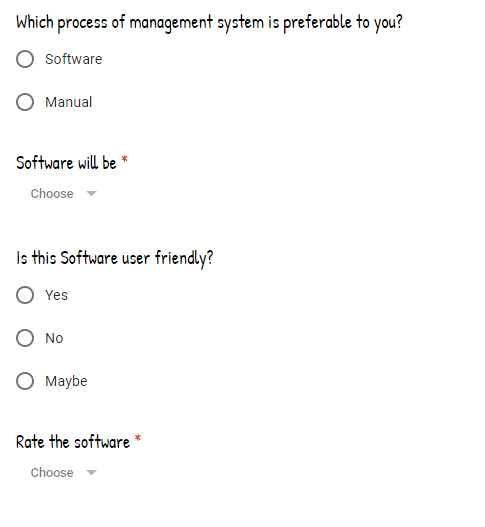 Which process of management system is preferable to you?
Software
Manual
Software will be *
Choose
Is this Software user friendly?
Yes
No
Maybe
Rate the software *
Choose